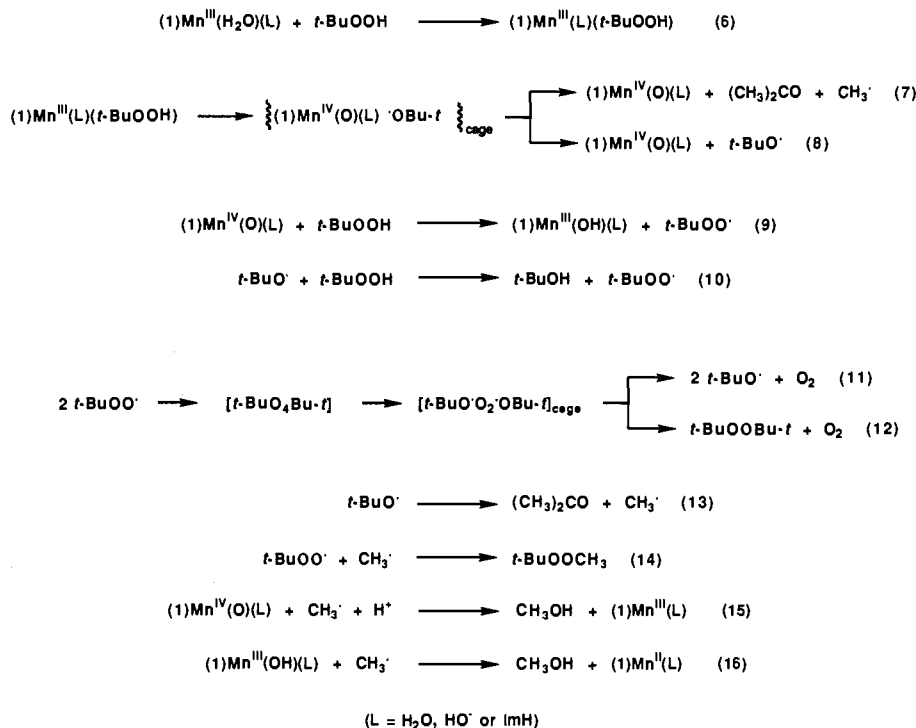 (1)Mn^III(H₂O)(L) + t-BuOOH ⟶ (1)Mn^III(L)(t-BuOOH) (6)
(1)Mn^IV(O)(L) + (CH₃)₂CO + CH₃· (7)
(1)Mn^III(L)(t-BuOOH) ⟶ {(1)Mn^IV(O)(L) ·OBu-t}cage
(1)Mn^IV(O)(L) + t-BuO· (8)
(1)Mn^IV(O)(L) + t-BuOOH ⟶ (1)Mn^III(OH)(L) + t-BuOO· (9)
t-BuO· + t-BuOOH ⟶ t-BuOH + t-BuOO· (10)
2 t-BuO· + O₂ (11)
2 t-BuOO· ⟶ [t-BuO₄Bu-t] ⟶ [t-BuO·O₂·OBu-t]cage
t-BuOOBu-t + O₂ (12)
t-BuO· ⟶ (CH₃)₂CO + CH₃· (13)
t-BuOO· + CH₃· ⟶ t-BuOOCH₃ (14)
(1)Mn^IV(O)(L) + CH₃· + H⁺ ⟶ CH₃OH + (1)Mn^III(L) (15)
(1)Mn^III(OH)(L) + CH₃· ⟶ CH₃OH + (1)Mn^II(L) (16)
(L = H₂O, HO⁻ or ImH)